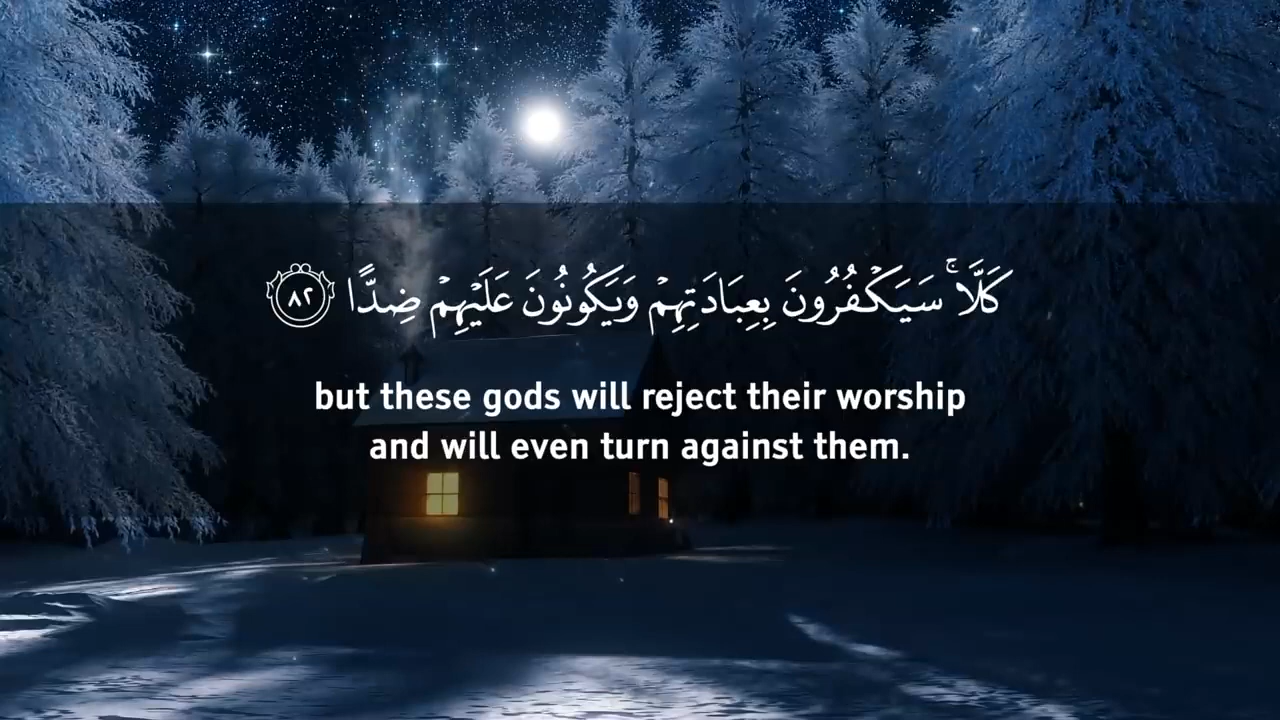 كَلَّاۚ سَيَكۡفُرُونَ بِعِبَادَتِهِمۡ وَيَكُونُونَ عَلَيۡهِمۡ ضِدًّا ٨٢
but these gods will reject their worship
and will even turn against them.